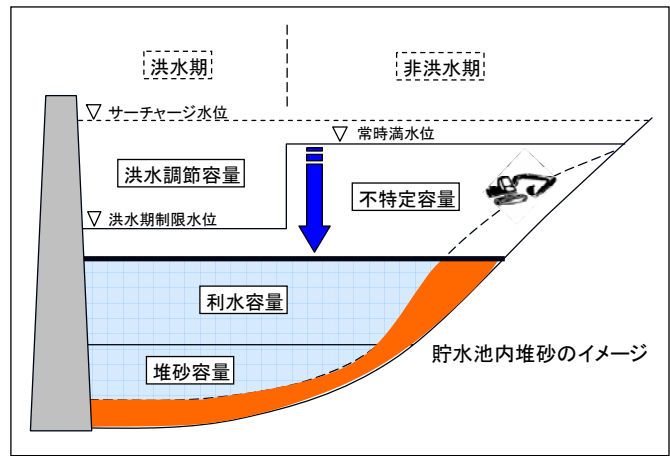 洪水期
非洪水期
▽ サーチャージ水位
▽ 常時満水位
洪水調節容量
不特定容量
▽ 洪水期制限水位
利水容量
貯水池内堆砂のイメージ
堆砂容量